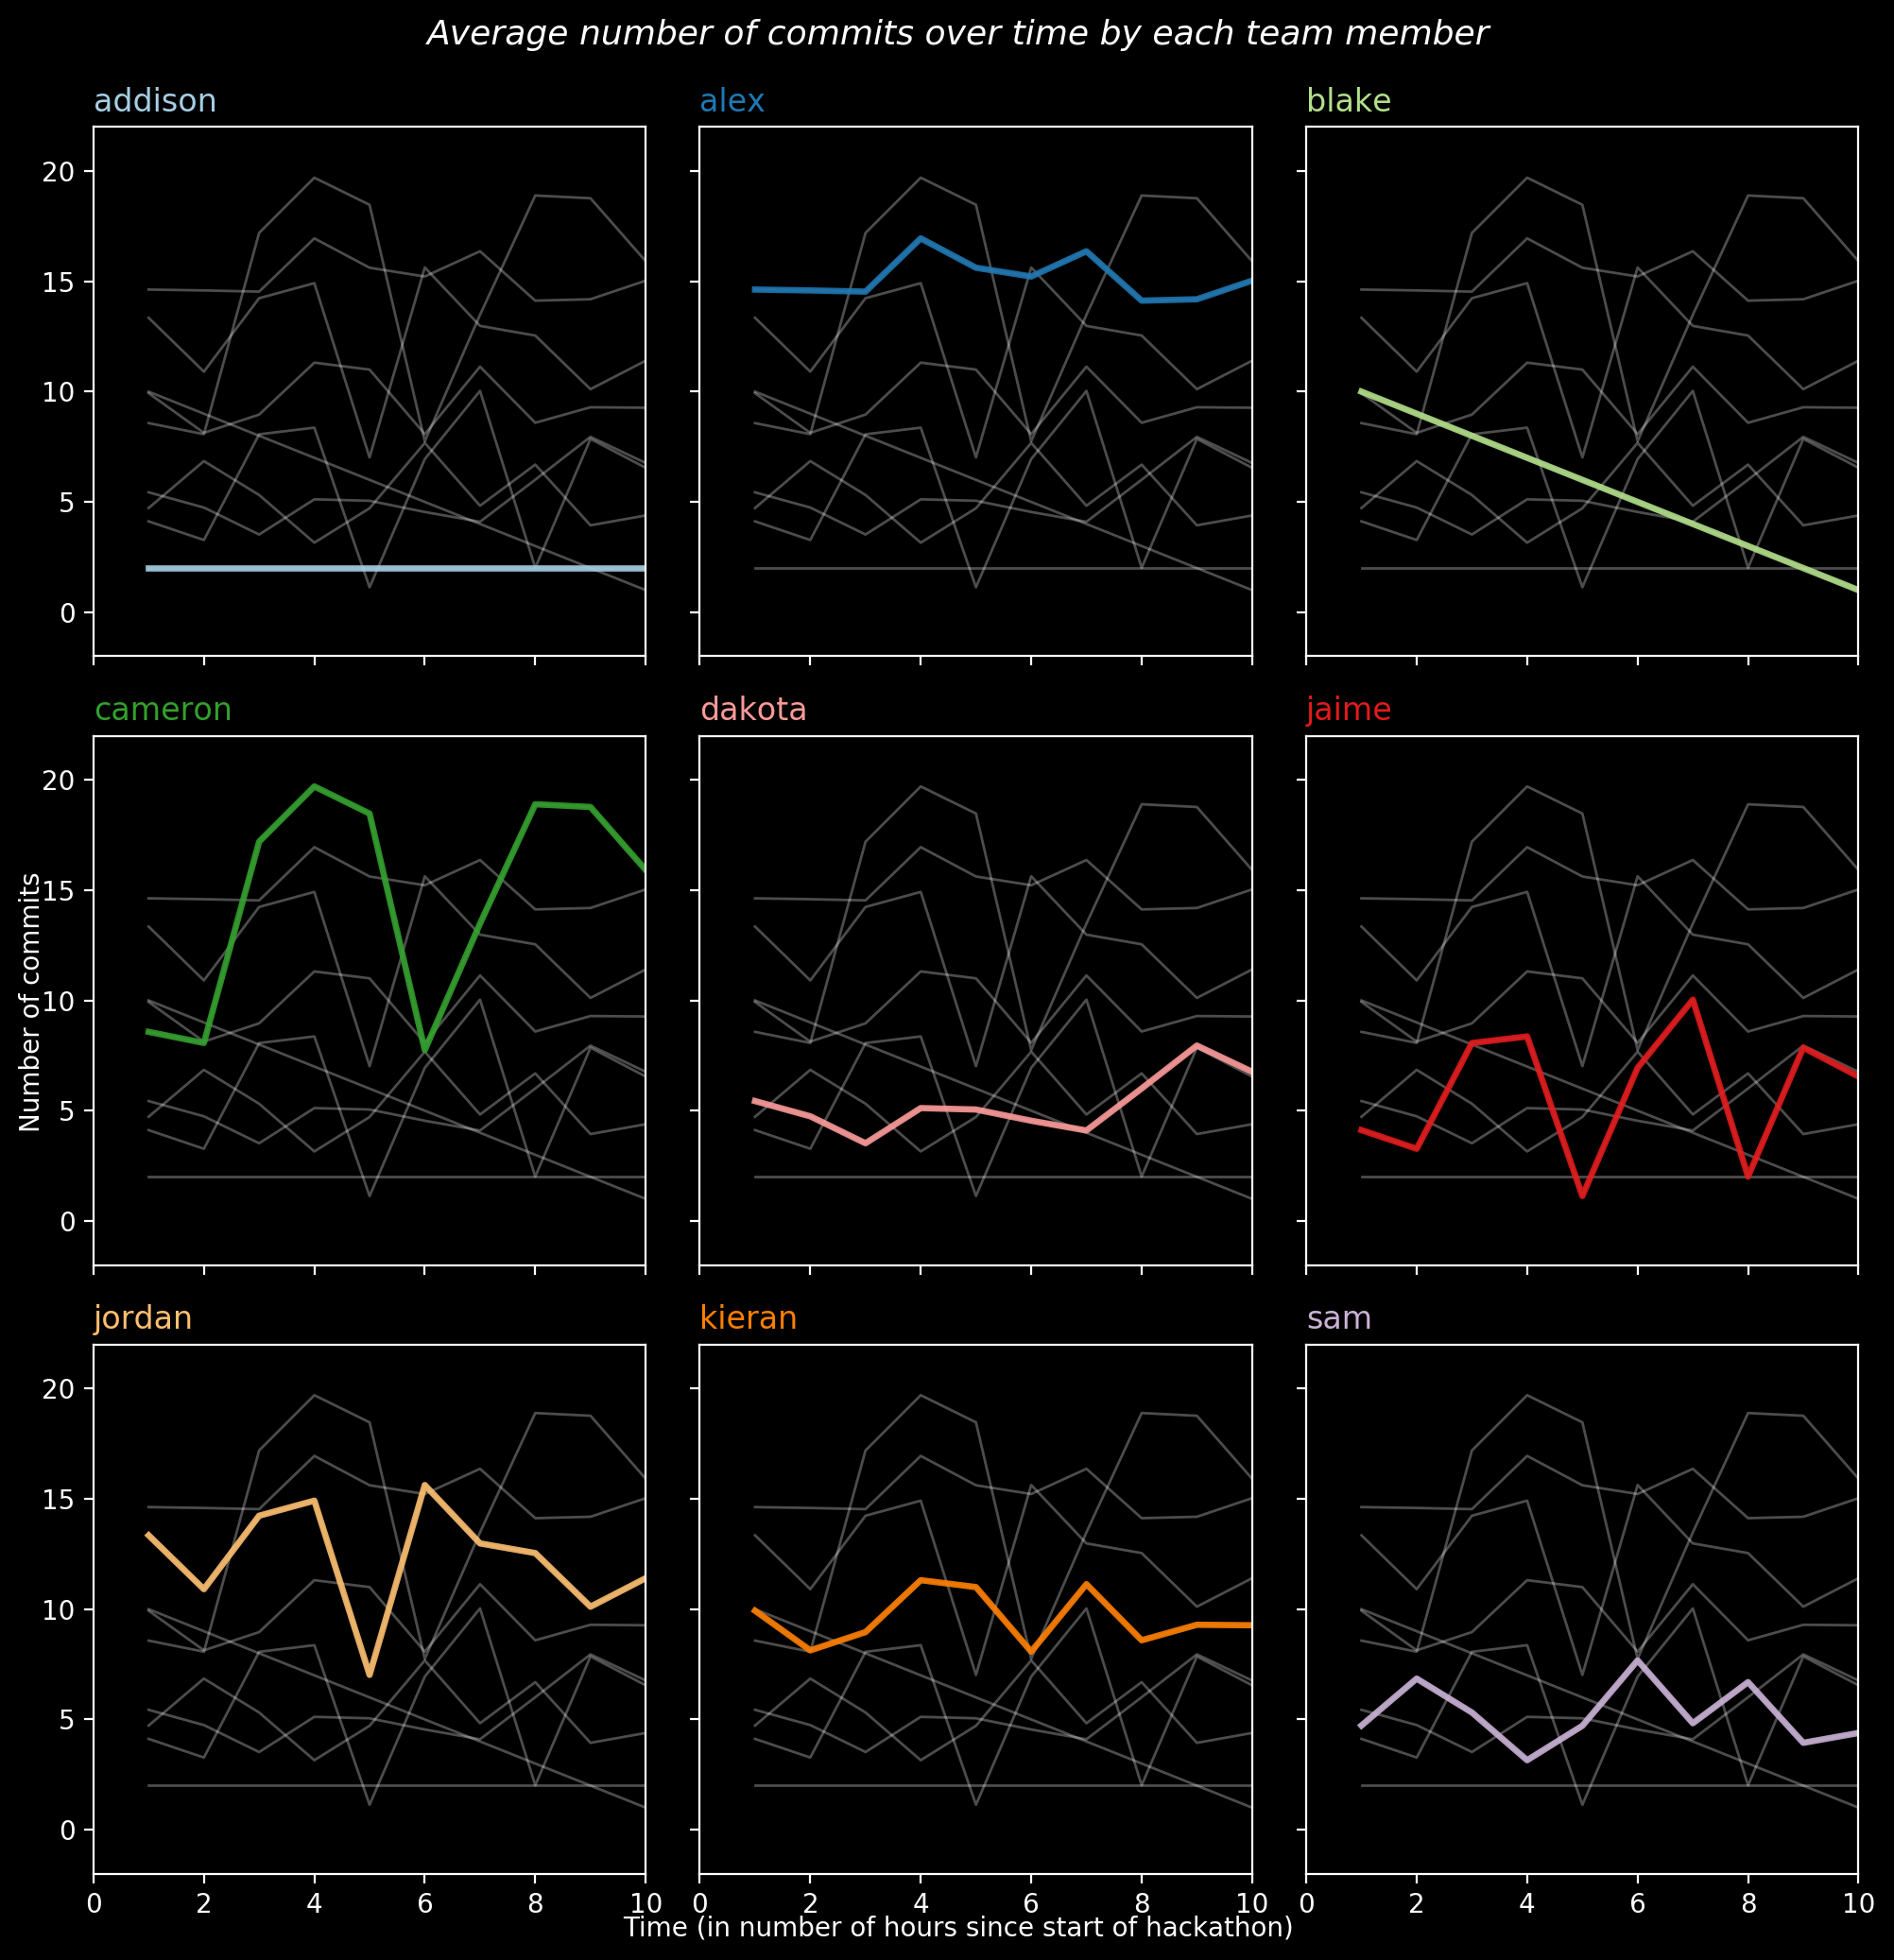 Average number of commits over time by each team member
addison
alex
blake
20
15
10
5
0
cameron
dakota
jaime
20
15
10
5
0
Number of commits
jordan
kieran
sam
20
15
10
5
0
0 2 4 6 8 10
0 2 4 6 8 10
0 2 4 6 8 10
Time (in number of hours since start of hackathon)